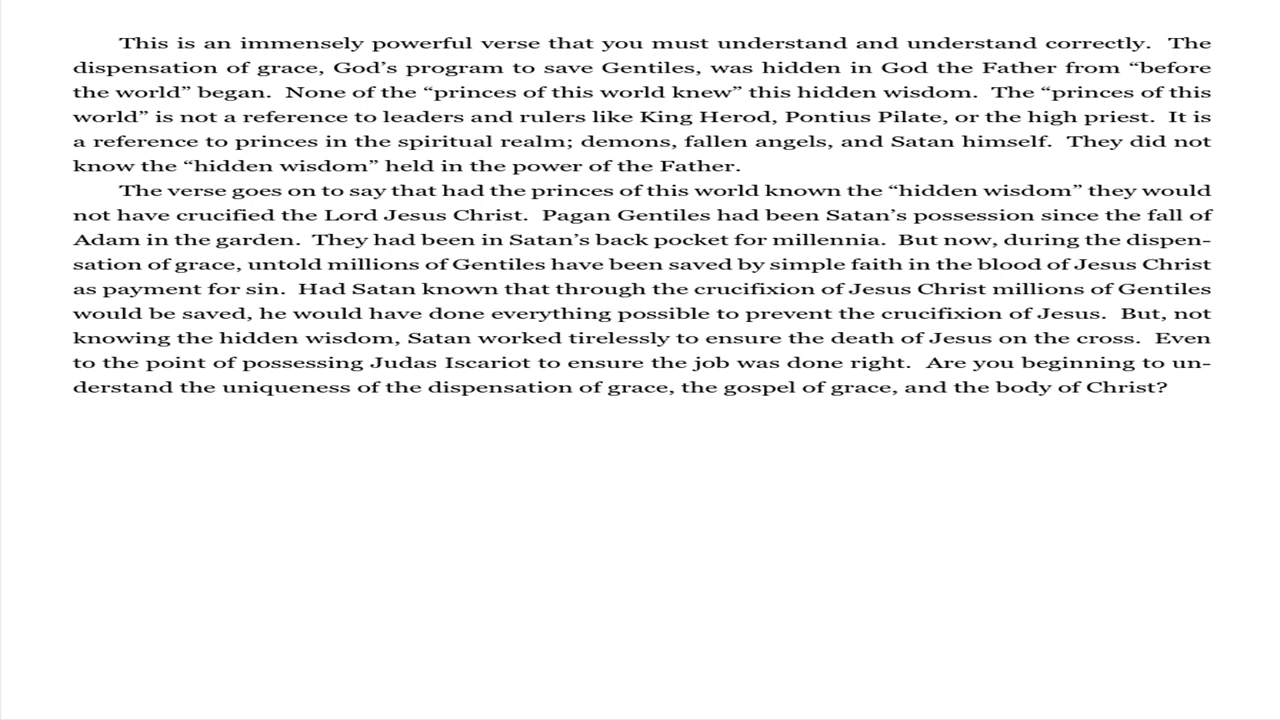 This is an immensely powerful verse that you must understand and understand correctly. The
dispensation of grace, God’s program to save Gentiles, was hidden in God the Father from “before
the world” began. None of the “princes of this world knew” this hidden wisdom. The “princes of this
world” is not a reference to leaders and rulers like King Herod, Pontius Pilate, or the high priest. It is
a reference to princes in the spiritual realm; demons, fallen angels, and Satan himself. They did not
know the “hidden wisdom” held in the power of the Father.
The verse goes on to say that had the princes of this world known the “hidden wisdom” they would
not have crucified the Lord Jesus Christ. Pagan Gentiles had been Satan’s possession since the fall of
Adam in the garden. They had been in Satan’s back pocket for millennia. But now, during the dispen-
sation of grace, untold millions of Gentiles have been saved by simple faith in the blood of Jesus Christ
as payment for sin. Had Satan known that through the crucifixion of Jesus Christ millions of Gentiles
would be saved, he would have done everything possible to prevent the crucifixion of Jesus. But, not
knowing the hidden wisdom, Satan worked tirelessly to ensure the death of Jesus on the cross. Even
to the point of possessing Judas Iscariot to ensure the job was done right. Are you beginning to un-
derstand the uniqueness of the dispensation of grace, the gospel of grace, and the body of Christ?